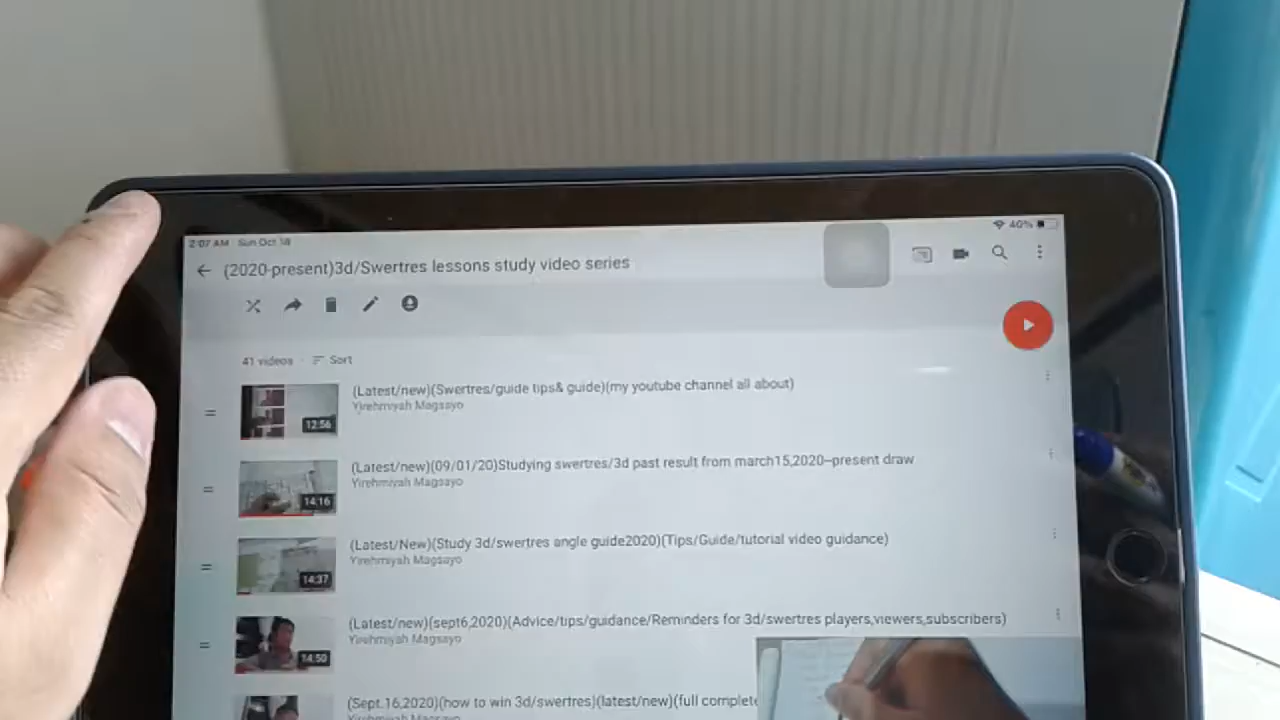 2:07 AM Sun Oct 18
40%
(2020-present)3d/Swertres lessons study video series
41 videos Sort
(Latest/new)(Swertres/guide tips& guide)(my youtube channel all about)
Yirehmiyah Magsayo
12:56
(Latest/new)(09/01/20)Studying swertres/3d past result from march15,2020–present draw
Yirehmiyah Magsayo
14:16
(Latest/New)(Study 3d/swertres angle guide2020)(Tips/Guide/tutorial video guidance)
Yirehmiyah Magsayo
14:37
(Latest/new)(sept6,2020)(Advice/tips/guidance/Reminders for 3d/swertres players,viewers,subscribers)
Yirehmiyah Magsayo
14:50
(Sept.16,2020)(how to win 3d/swertres)(latest/new)(full complete
Yirehmiyah Magsayo